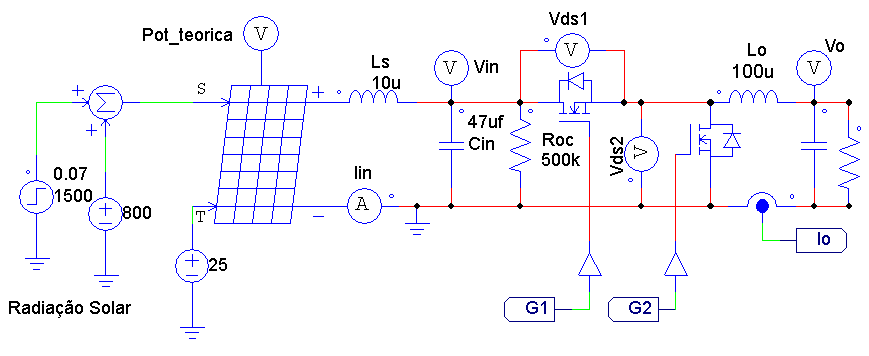 Vds1
Pot_teorica
V
V
Ls
10u
V
Vin
Lo
100u
V
Vo
S
+
+
Σ
+
+
47uf
Cin
Roc
500k
Vds2
V
0.07
1500
800
Iin
A
T
−
25
Io
Radiação Solar
G1
G2